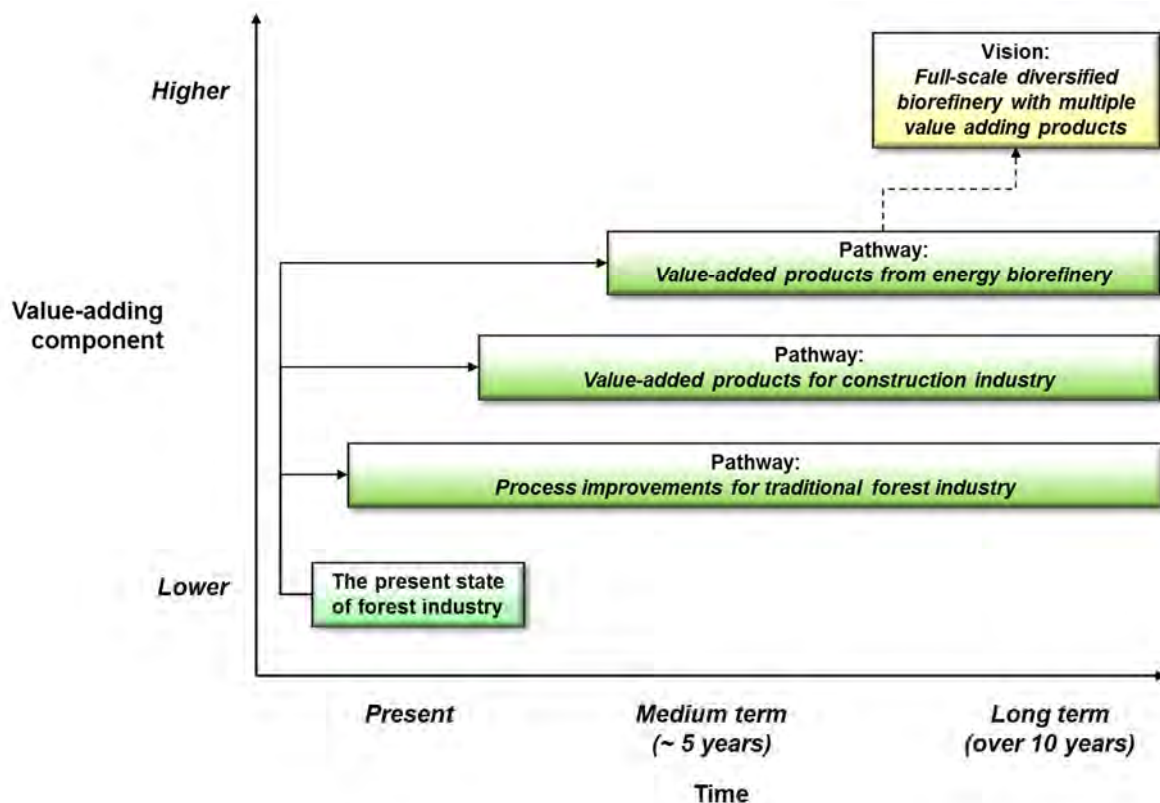 Higher
Vision:
Full-scale diversified
biorefinery with multiple
value adding products
Pathway:
Value-added products from energy biorefinery
Value-adding
component
Pathway:
Value-added products for construction industry
Pathway:
Process improvements for traditional forest industry
Lower
The present state
of forest industry
Present
Medium term
(~ 5 years)
Long term
(over 10 years)
Time